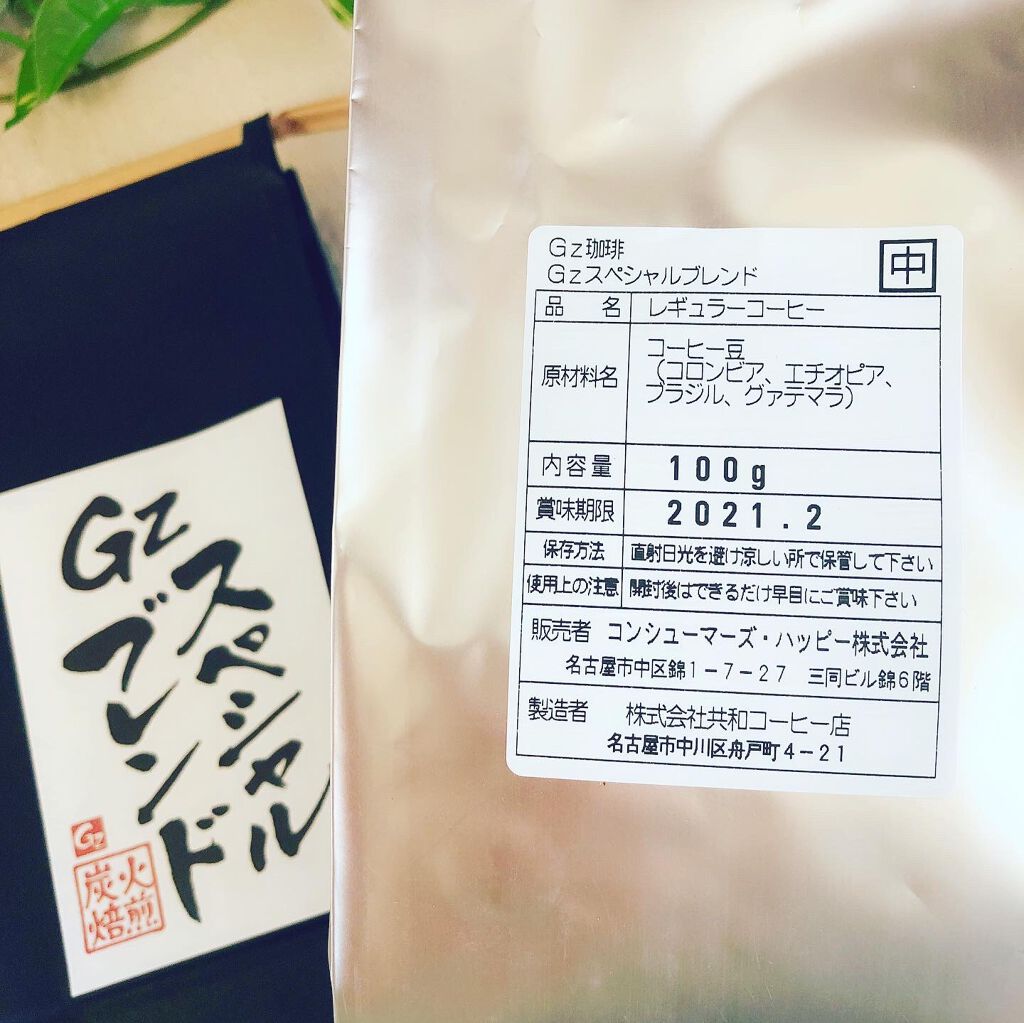 Gz珈琲
Gzスペシャルブレンド
中
品 名 レギュラーコーヒー
原材料名 コーヒー豆
(コロンビア、エチオピア、
ブラジル、グァテマラ)
内容量 100g
賞味期限 2021.2
保存方法 直射日光を避け涼しい所で保管して下さい
使用上の注意 開封後はできるだけ早目にご賞味下さい
販売者 コンシューマーズ・ハッピー株式会社
名古屋市中区錦1-7-27 三同ビル錦6階
製造者 株式会社共和コーヒー店
名古屋市中川区舟戸町4-21
Gz
スペシャル
ブレンド
Gz
炭火
焙煎